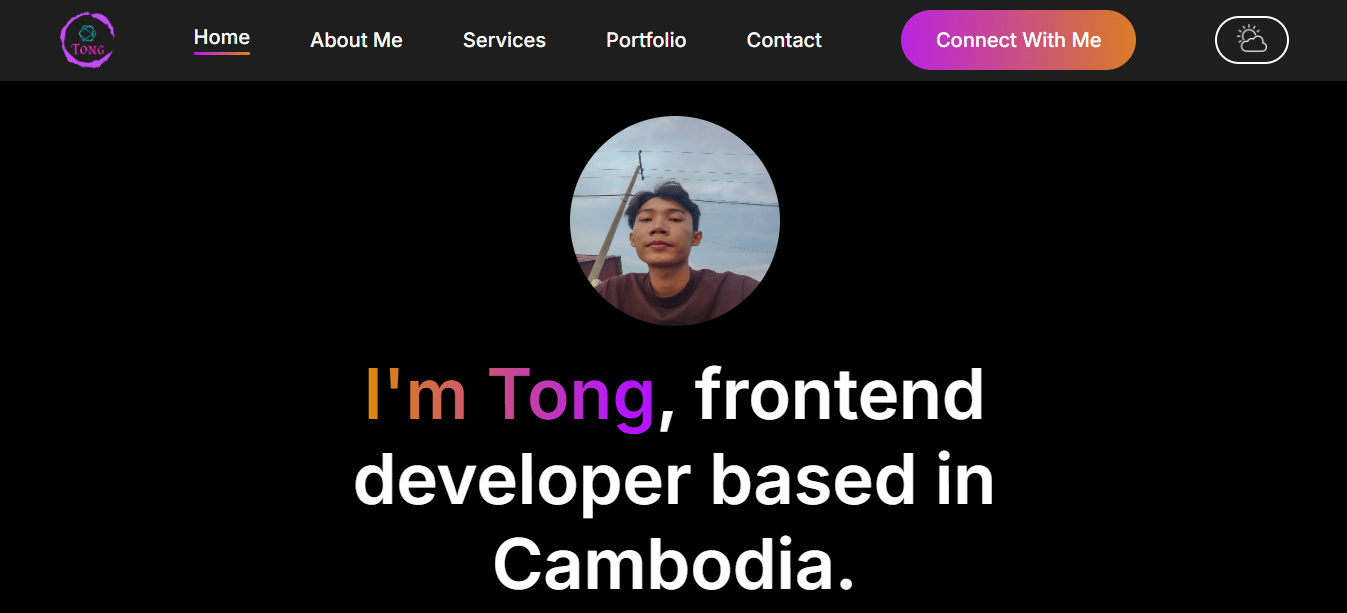 TONG
Home
About Me
Services
Portfolio
Contact
Connect With Me
I'm Tong, frontend
developer based in
Cambodia.